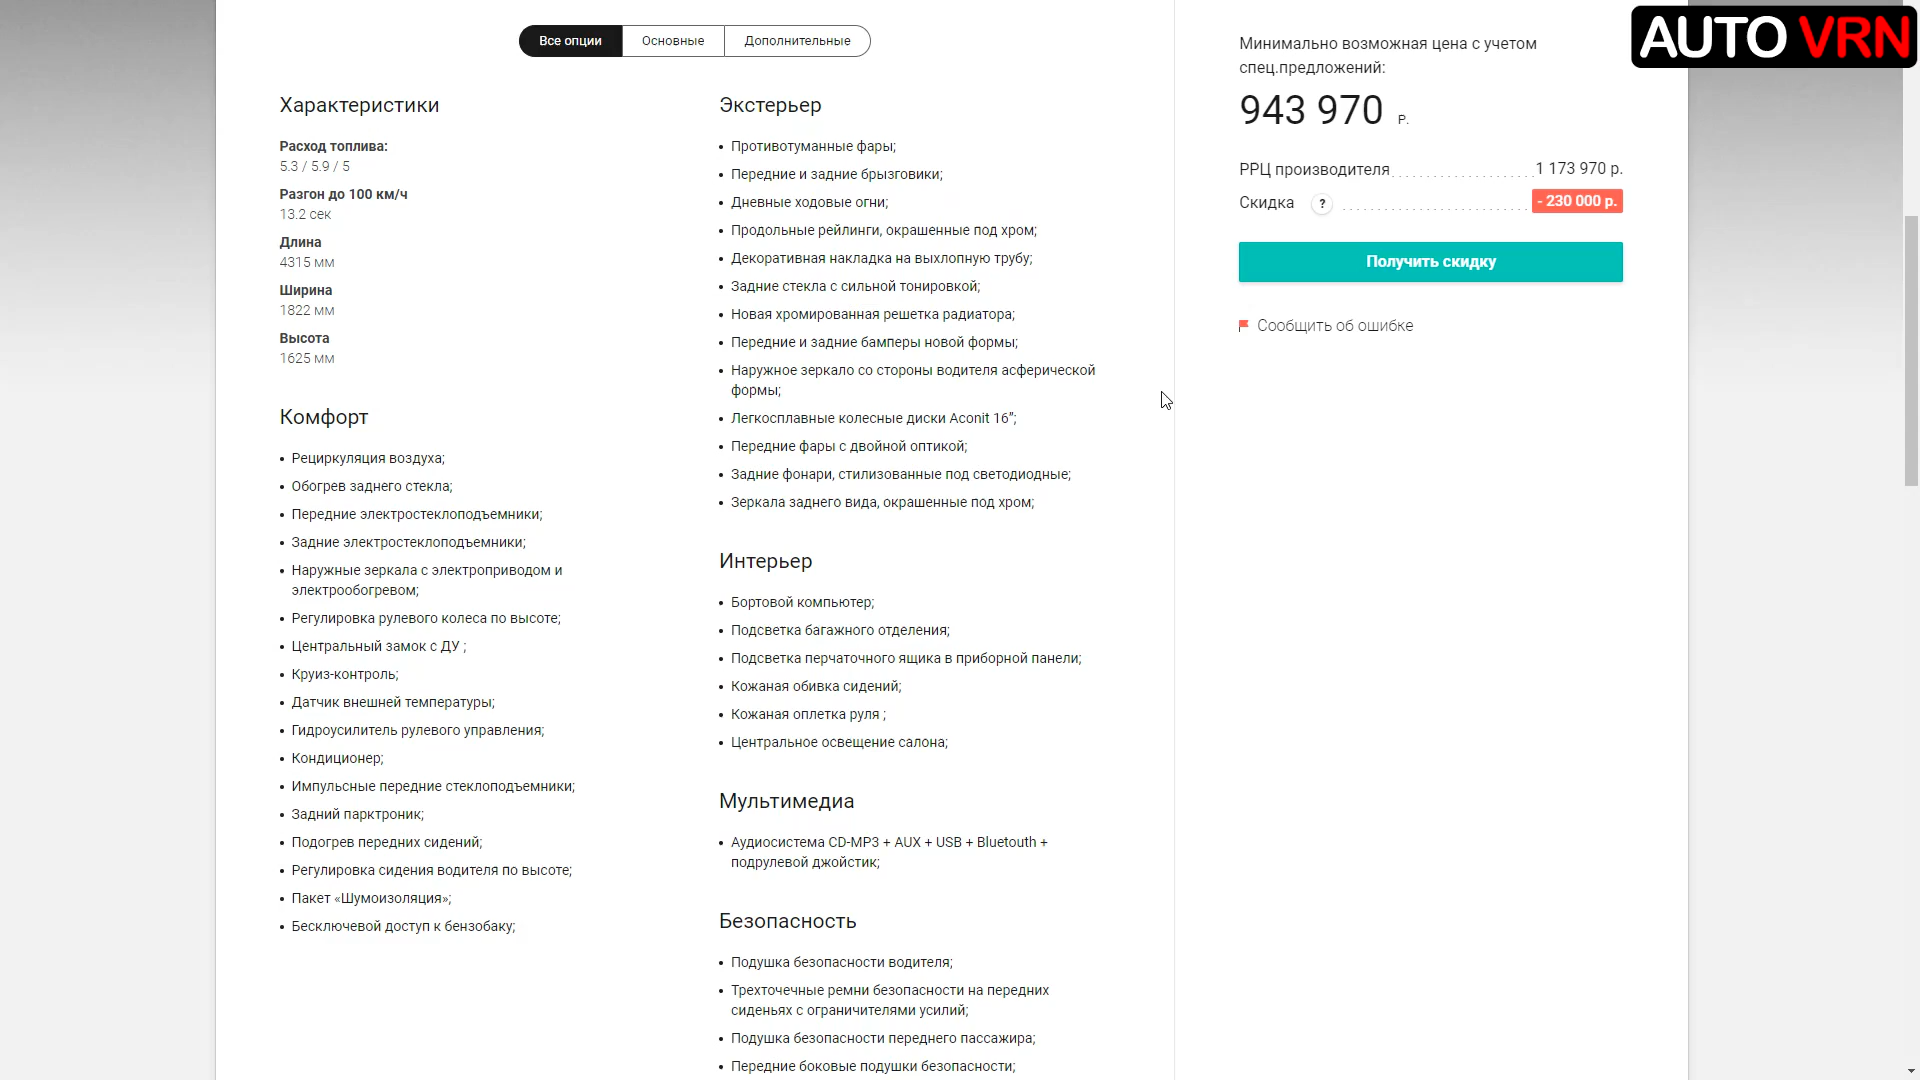 AUTO VRN
Все опции
Основные
Дополнительные
Характеристики
Расход топлива:
5.3 / 5.9 / 5
Разгон до 100 км/ч
13.2 сек
Длина
4315 мм
Ширина
1822 мм
Высота
1625 мм
Комфорт
Рециркуляция воздуха;
Обогрев заднего стекла;
Передние электростеклоподъемники;
Задние электростеклоподъемники;
Наружные зеркала с электроприводом и
электрообогревом;
Регулировка рулевого колеса по высоте;
Центральный замок с ДУ ;
Круиз-контроль;
Датчик внешней температуры;
Гидроусилитель рулевого управления;
Кондиционер;
Импульсные передние стеклоподъемники;
Задний парктроник;
Подогрев передних сидений;
Регулировка сидения водителя по высоте;
Пакет «Шумоизоляция»;
Бесключевой доступ к бензобаку;
Экстерьер
Противотуманные фары;
Передние и задние брызговики;
Дневные ходовые огни;
Продольные рейлинги, окрашенные под хром;
Декоративная накладка на выхлопную трубу;
Задние стекла с сильной тонировкой;
Новая хромированная решетка радиатора;
Передние и задние бамперы новой формы;
Наружное зеркало со стороны водителя асферической
формы;
Легкосплавные колесные диски Aconit 16”;
Передние фары с двойной оптикой;
Задние фонари, стилизованные под светодиодные;
Зеркала заднего вида, окрашенные под хром;
Интерьер
Бортовой компьютер;
Подсветка багажного отделения;
Подсветка перчаточного ящика в приборной панели;
Кожаная обивка сидений;
Кожаная оплетка руля ;
Центральное освещение салона;
Мультимедиа
Аудиосистема CD-MP3 + AUX + USB + Bluetouth +
подрулевой джойстик;
Безопасность
Подушка безопасности водителя;
Трехточечные ремни безопасности на передних
сиденьях с ограничителями усилий;
Подушка безопасности переднего пассажира;
Передние боковые подушки безопасности;
Минимально возможная цена с учетом
спец.предложений:
943 970 Р.
РРЦ производителя 1 173 970 р.
Скидка ? - 230 000 р.
Получить скидку
Сообщить об ошибке